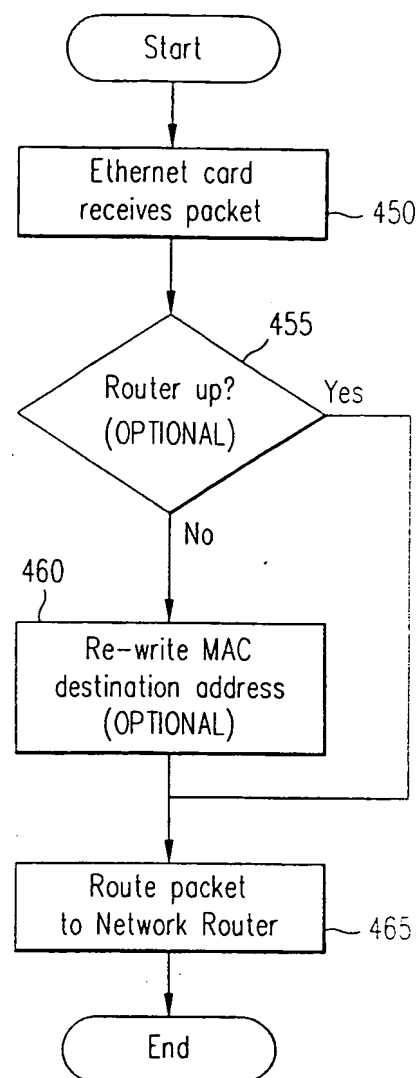 Start
Ethernet card
receives packet
450
455
Router up?
(OPTIONAL)
Yes
No
460
Re-write MAC
destination address
(OPTIONAL)
Route packet
to Network Router
465
End